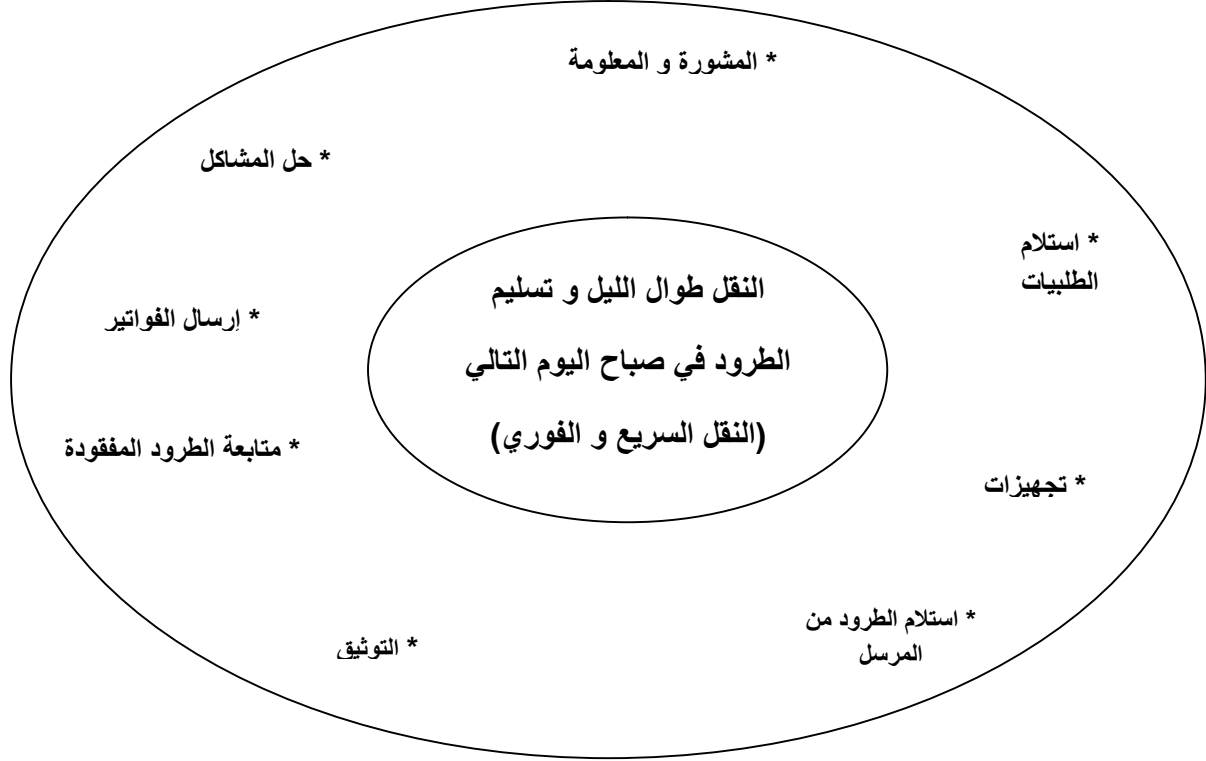 * المشورة و المعلومة
* حل المشاكل
* استلام
الطلبيات
النقل طوال الليل و تسليم
الطرود في صباح اليوم التالي
(النقل السريع و الفوري)
* إرسال الفواتير
* متابعة الطرود المفقودة
* تجهيزات
* استلام الطرود من
المرسل
* التوثيق